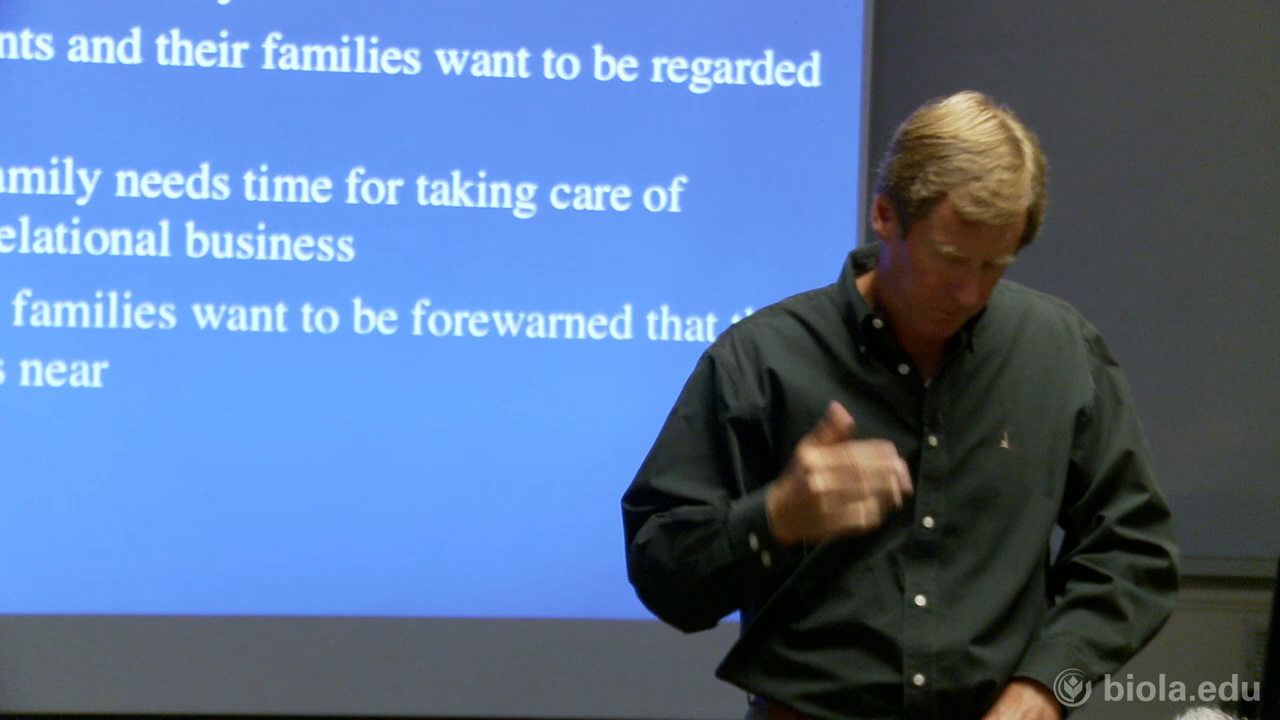 nts and their families want to be regarded
amily needs time for taking care of
elational business
families want to be forewarned that
s near
biola.edu